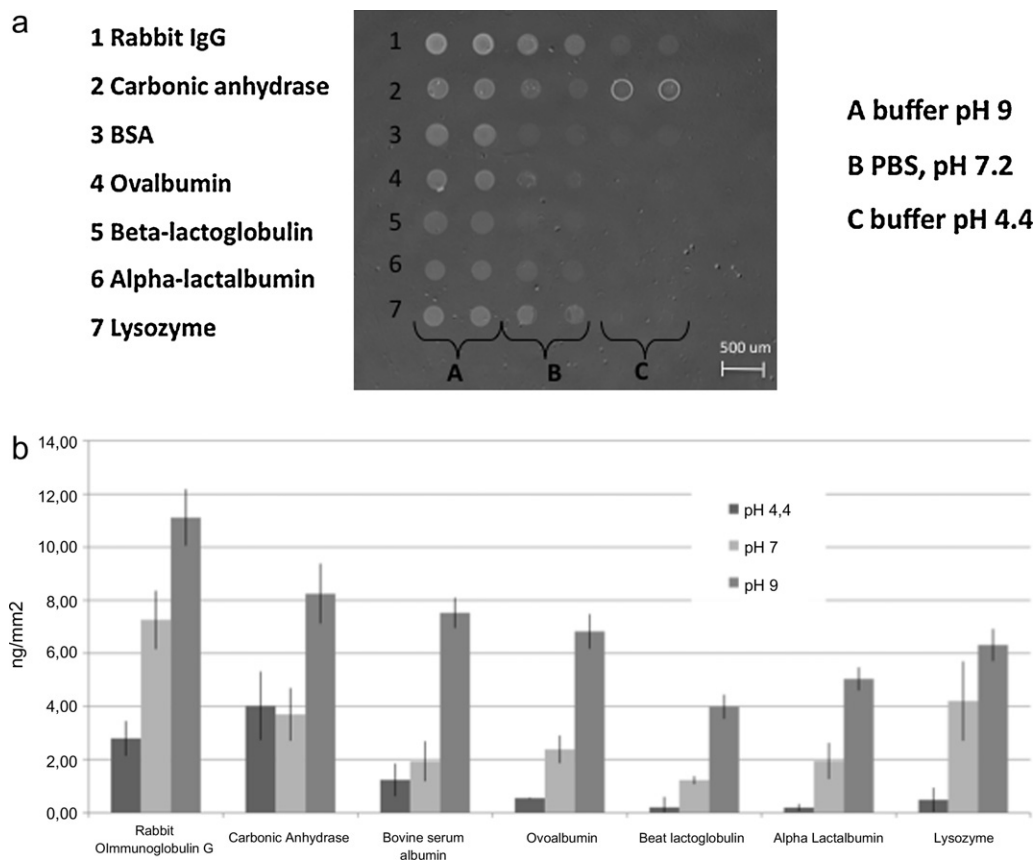 a
1 Rabbit IgG
2 Carbonic anhydrase
3 BSA
4 Ovalbumin
5 Beta-lactoglobulin
6 Alpha-lactalbumin
7 Lysozyme
1
2
3
4
5
6
7
A B C
500 um
A buffer pH 9
B PBS, pH 7.2
C buffer pH 4.4
b
14,00
12,00
10,00
8,00
6,00
4,00
2,00
0,00
ng/mm2
pH 4,4
pH 7
pH 9
Rabbit
OImmunoglobulin G
Carbonic Anhydrase
Bovine serum
albumin
Ovoalbumin
Beat lactoglobulin
Alpha Lactalbumin
Lysozyme